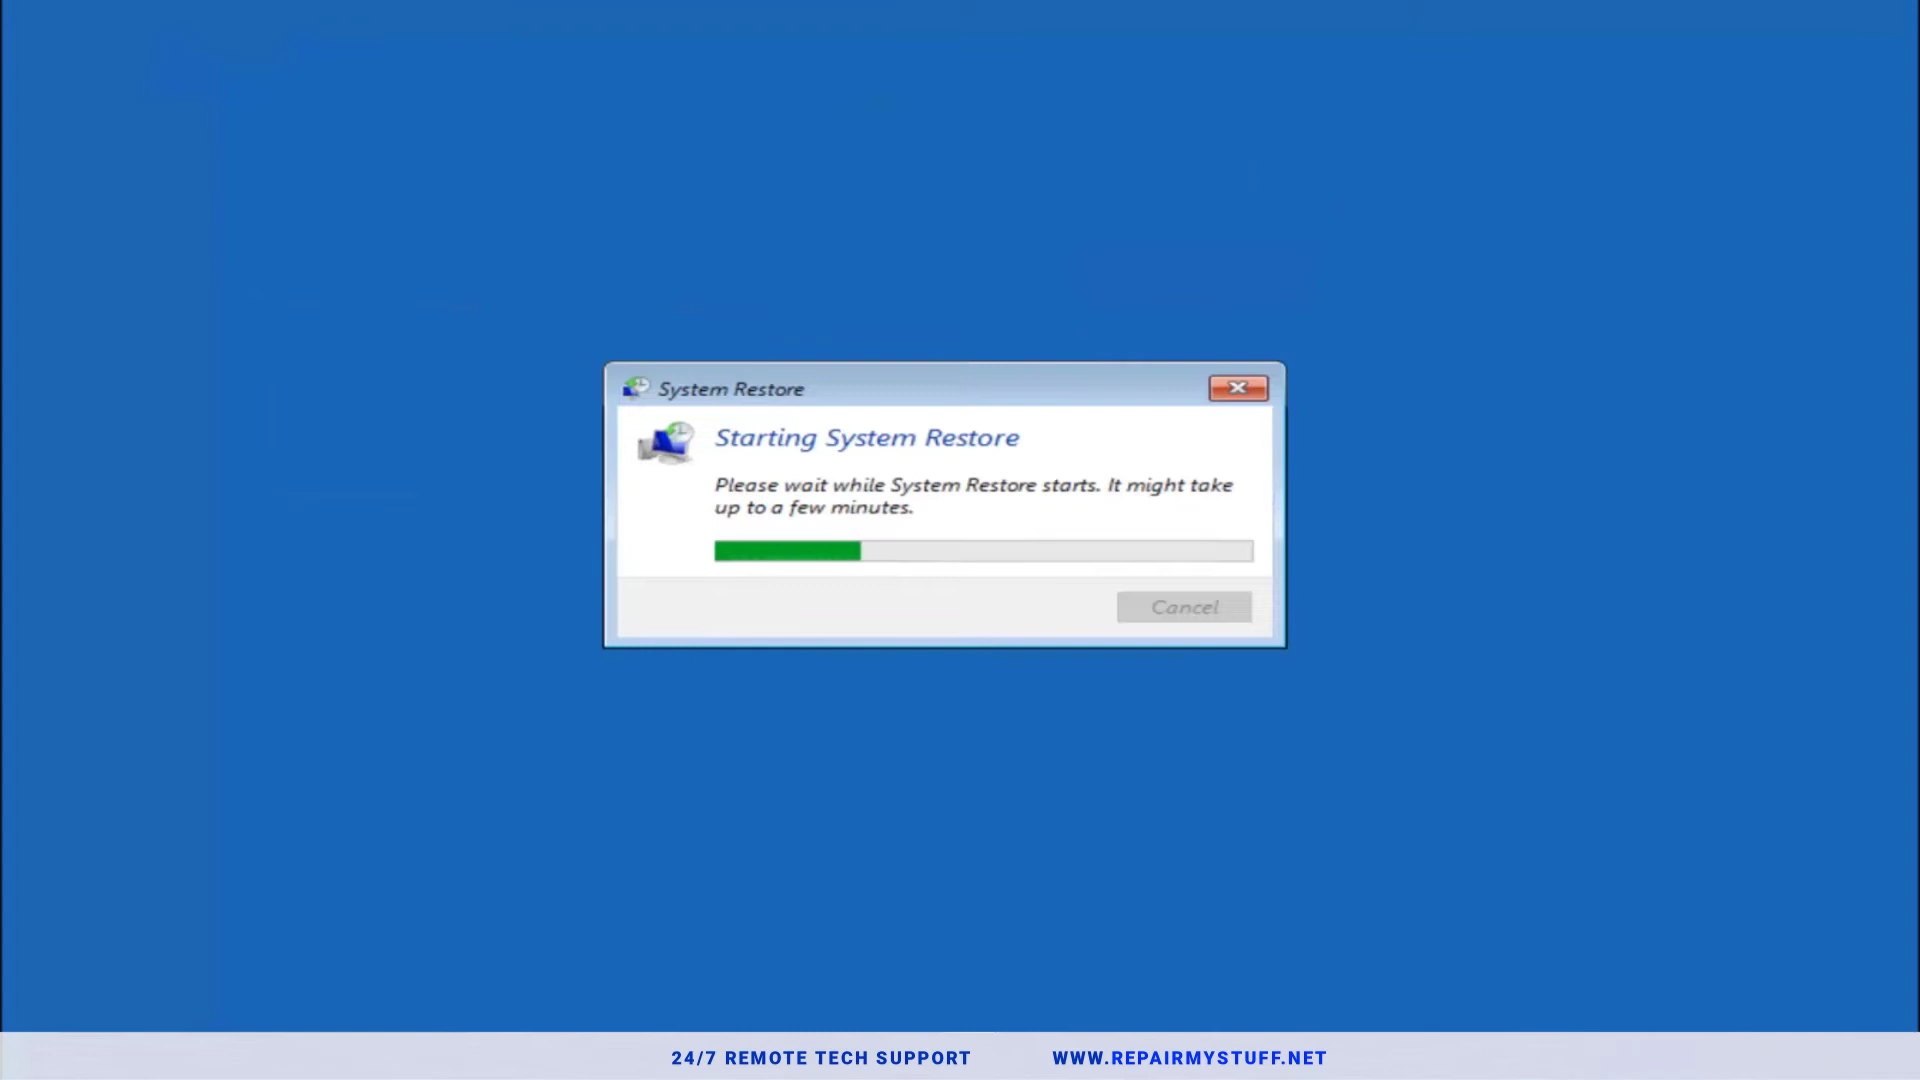 System Restore
Starting System Restore
Please wait while System Restore starts. It might take
up to a few minutes.
Cancel
24/7 REMOTE TECH SUPPORT WWW.REPAIRMYSTUFF.NET